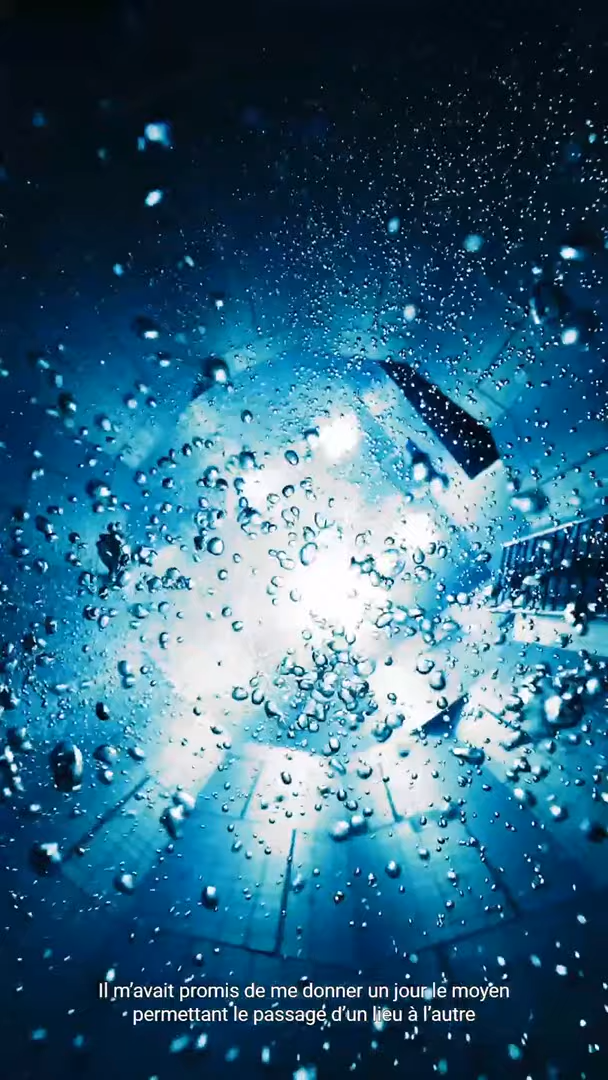 Il m’avait promis de me donner un jour le moyen
permettant le passage d’un lieu à l’autre